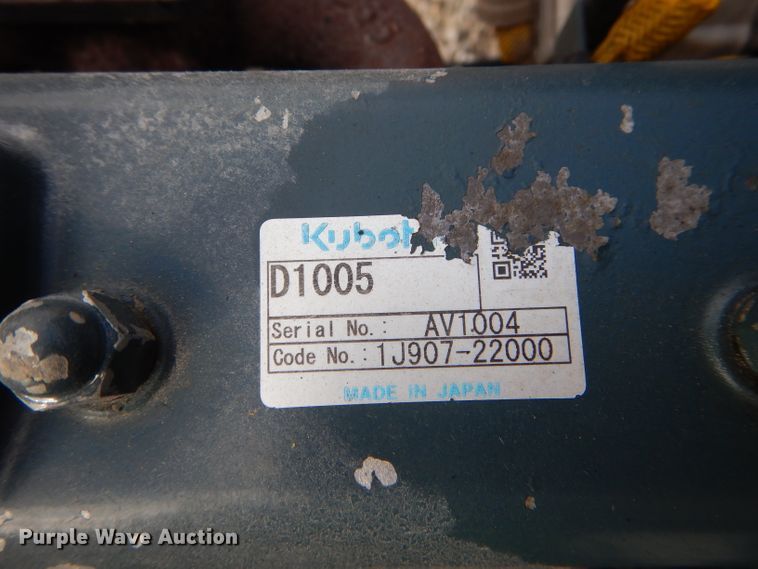 Kubot
D1005
Serial No.: AV1004
Code No.: 1J907-22000
MADE IN JAPAN
Purple Wave Auction